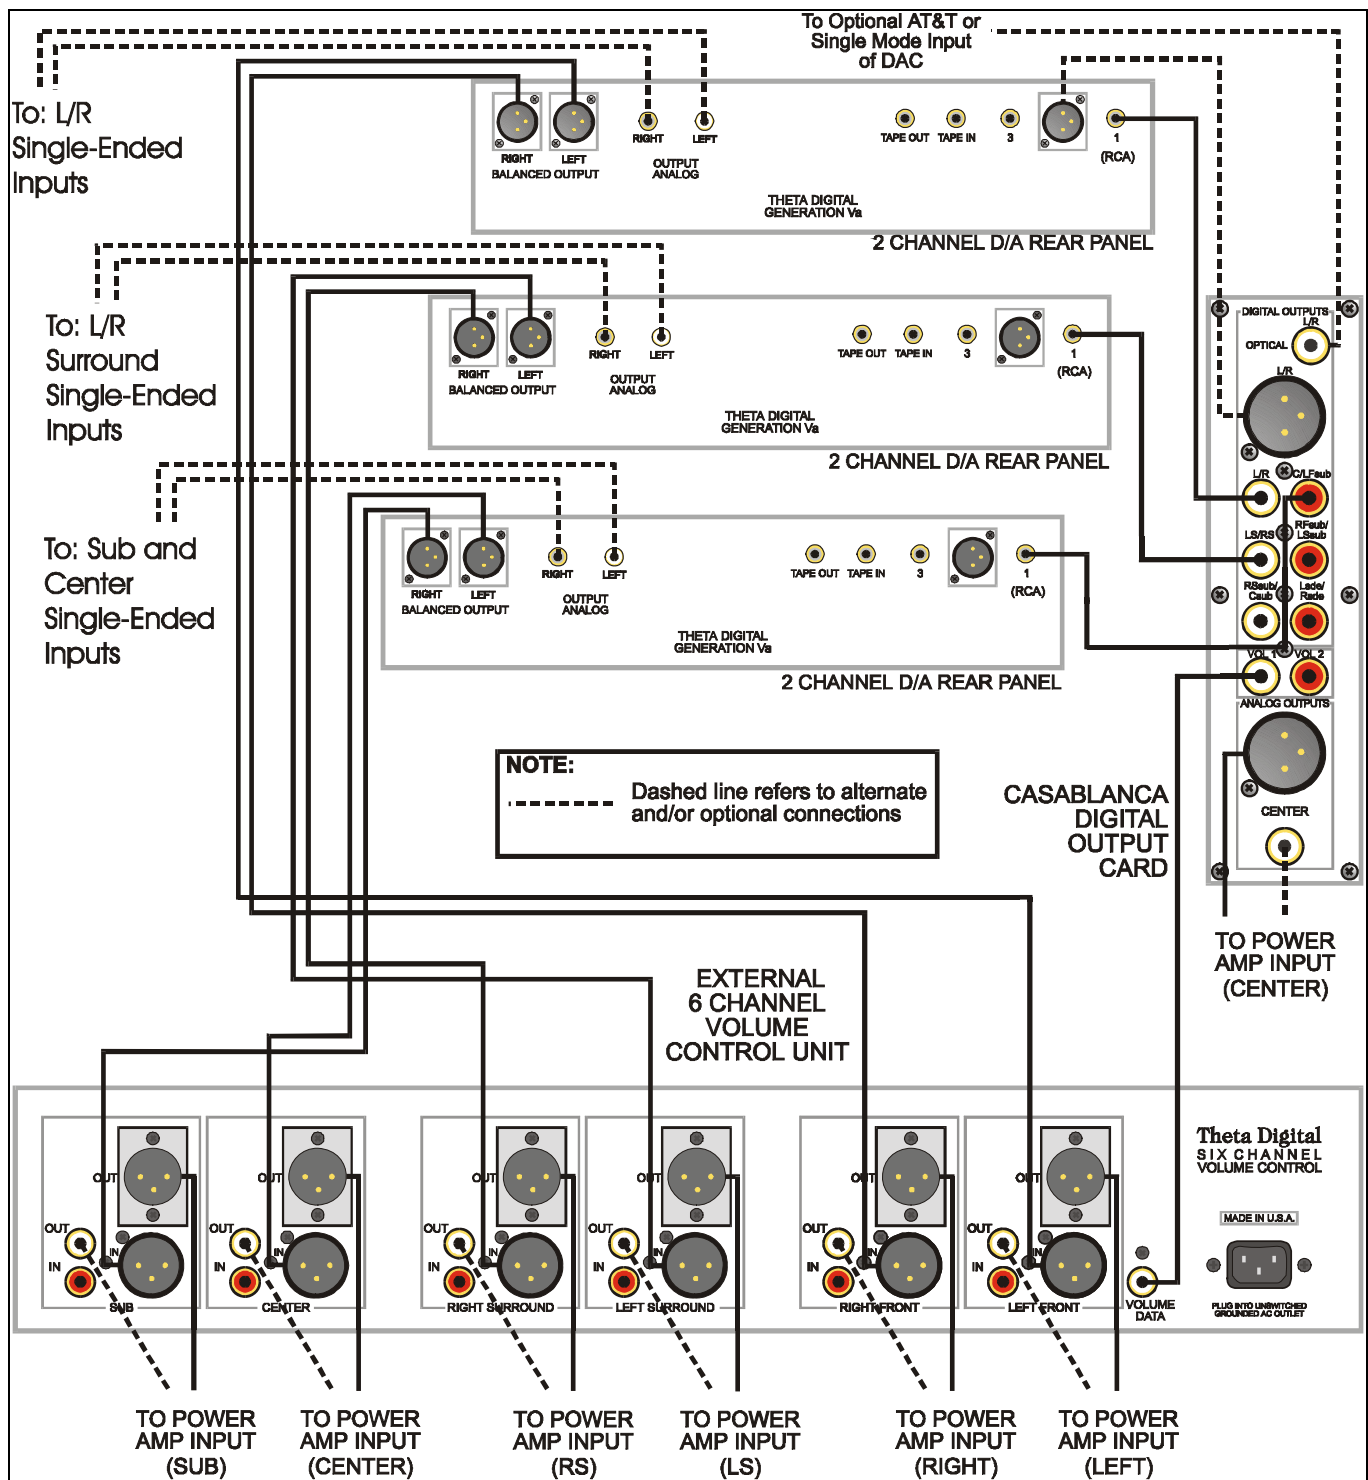 To Optional AT&T or
Single Mode Input
of DAC
To: L/R
Single-Ended
Inputs
RIGHT
LEFT
BALANCED OUTPUT
RIGHT
LEFT
OUTPUT
ANALOG
TAPE OUT
TAPE IN
3
1
(RCA)
THETA DIGITAL
GENERATION Va
2 CHANNEL D/A REAR PANEL
To: L/R
Surround
Single-Ended
Inputs
RIGHT
LEFT
BALANCED OUTPUT
RIGHT
LEFT
OUTPUT
ANALOG
TAPE OUT
TAPE IN
3
1
(RCA)
THETA DIGITAL
GENERATION Va
2 CHANNEL D/A REAR PANEL
To: Sub and
Center
Single-Ended
Inputs
RIGHT
LEFT
BALANCED OUTPUT
RIGHT
LEFT
OUTPUT
ANALOG
TAPE OUT
TAPE IN
3
1
(RCA)
THETA DIGITAL
GENERATION Va
2 CHANNEL D/A REAR PANEL
DIGITAL OUTPUTS
L/R
OPTICAL
L/R
L/R
C/LFsub
LS/RS
RFsub/
LSsub
RSsub/
Csub
Lsde/
Rsde
VOL 1
VOL 2
ANALOG OUTPUTS
CENTER
NOTE:
Dashed line refers to alternate
and/or optional connections
CASABLANCA
DIGITAL
OUTPUT
CARD
TO POWER
AMP INPUT
(CENTER)
EXTERNAL
6 CHANNEL
VOLUME
CONTROL UNIT
OUT
OUT
IN
IN
SUB
OUT
OUT
IN
IN
CENTER
OUT
OUT
IN
IN
RIGHT SURROUND
OUT
OUT
IN
IN
LEFT SURROUND
OUT
OUT
IN
IN
RIGHT FRONT
OUT
OUT
IN
IN
LEFT FRONT
VOLUME
DATA
Theta Digital
SIX CHANNEL
VOLUME CONTROL
MADE IN U.S.A.
PLUG INTO UNSWITCHED
GROUNDED AC OUTLET
TO POWER
AMP INPUT
(SUB)
TO POWER
AMP INPUT
(CENTER)
TO POWER
AMP INPUT
(RS)
TO POWER
AMP INPUT
(LS)
TO POWER
AMP INPUT
(RIGHT)
TO POWER
AMP INPUT
(LEFT)